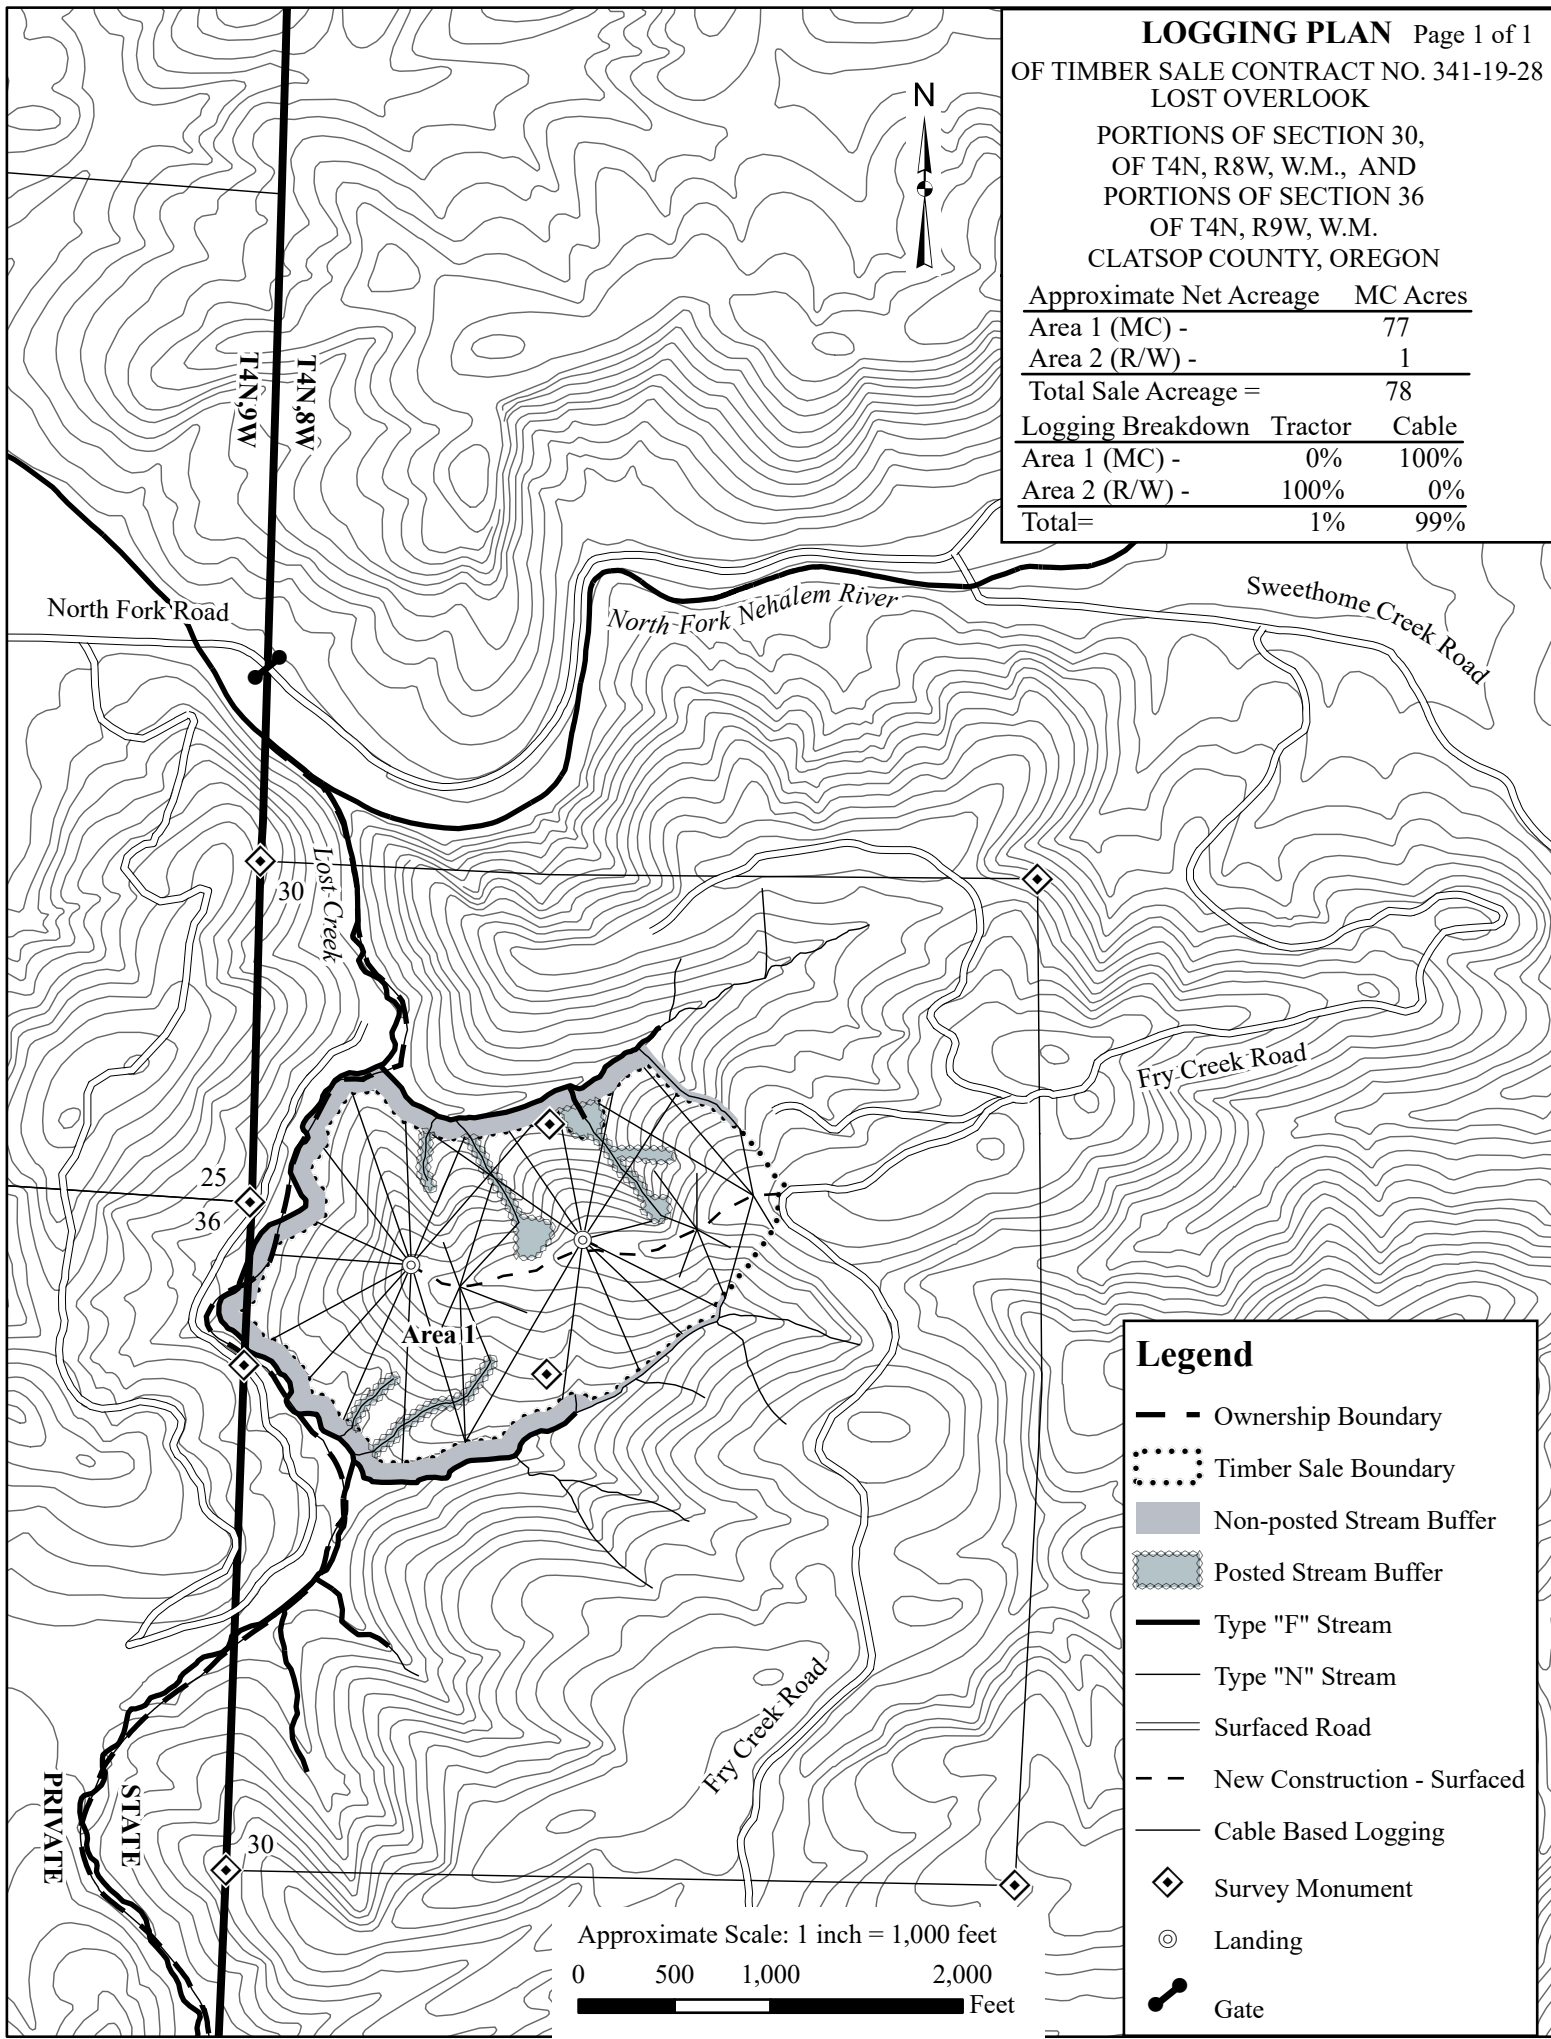 LOGGING PLAN Page 1 of 1
OF TIMBER SALE CONTRACT NO. 341-19-28
LOST OVERLOOK
PORTIONS OF SECTION 30,
OF T4N, R8W, W.M., AND
PORTIONS OF SECTION 36
OF T4N, R9W, W.M.
CLATSOP COUNTY, OREGON
Approximate Net Acreage MC Acres
Area 1 (MC) - 77
Area 2 (R/W) - 1
Total Sale Acreage = 78
Logging Breakdown Tractor Cable
Area 1 (MC) - 0% 100%
Area 2 (R/W) - 100% 0%
Total= 1% 99%
N
T4N,9W
T4N,8W
North Fork Road
North Fork Nehalem River
Sweethome Creek Road
30
Lost Creek
Fry Creek Road
25
36
Area 1
Fry Creek Road
PRIVATE
STATE
30
Legend
Ownership Boundary
Timber Sale Boundary
Non-posted Stream Buffer
Posted Stream Buffer
Type "F" Stream
Type "N" Stream
Surfaced Road
New Construction - Surfaced
Cable Based Logging
Survey Monument
Landing
Gate
Approximate Scale: 1 inch = 1,000 feet
0 500 1,000 2,000
Feet